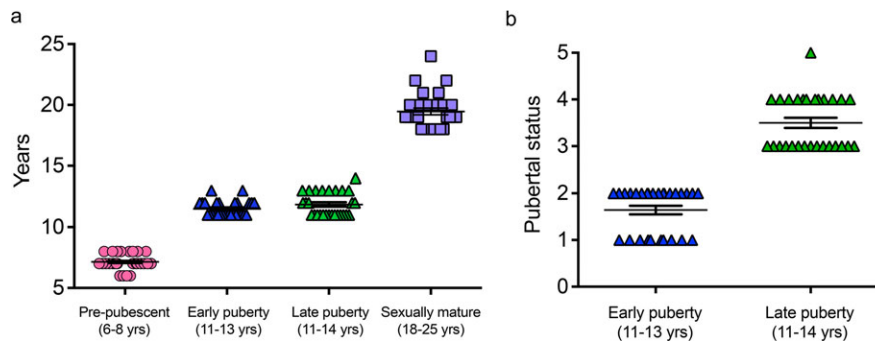 a
Years
25
20
15
10
5
Pre-pubescent
(6-8 yrs)
Early puberty
(11-13 yrs)
Late puberty
(11-14 yrs)
Sexually mature
(18-25 yrs)
b
Pubertal status
5
4
3
2
1
0
Early puberty
(11-13 yrs)
Late puberty
(11-14 yrs)